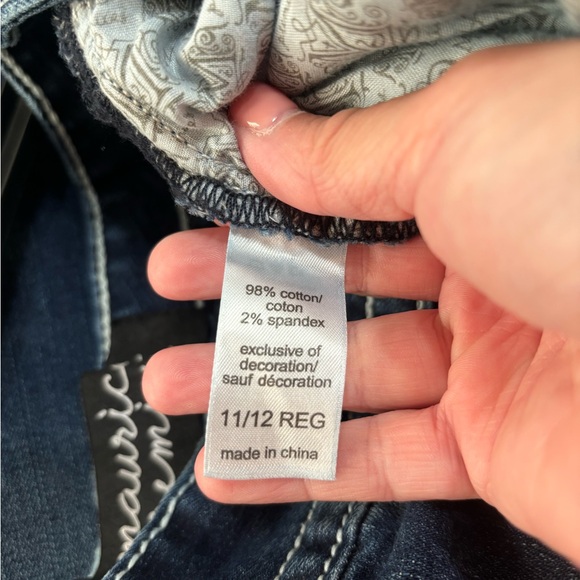 98% cotton/
coton
2% spandex
exclusive of
decoration/
sauf décoration
11/12 REG
made in china